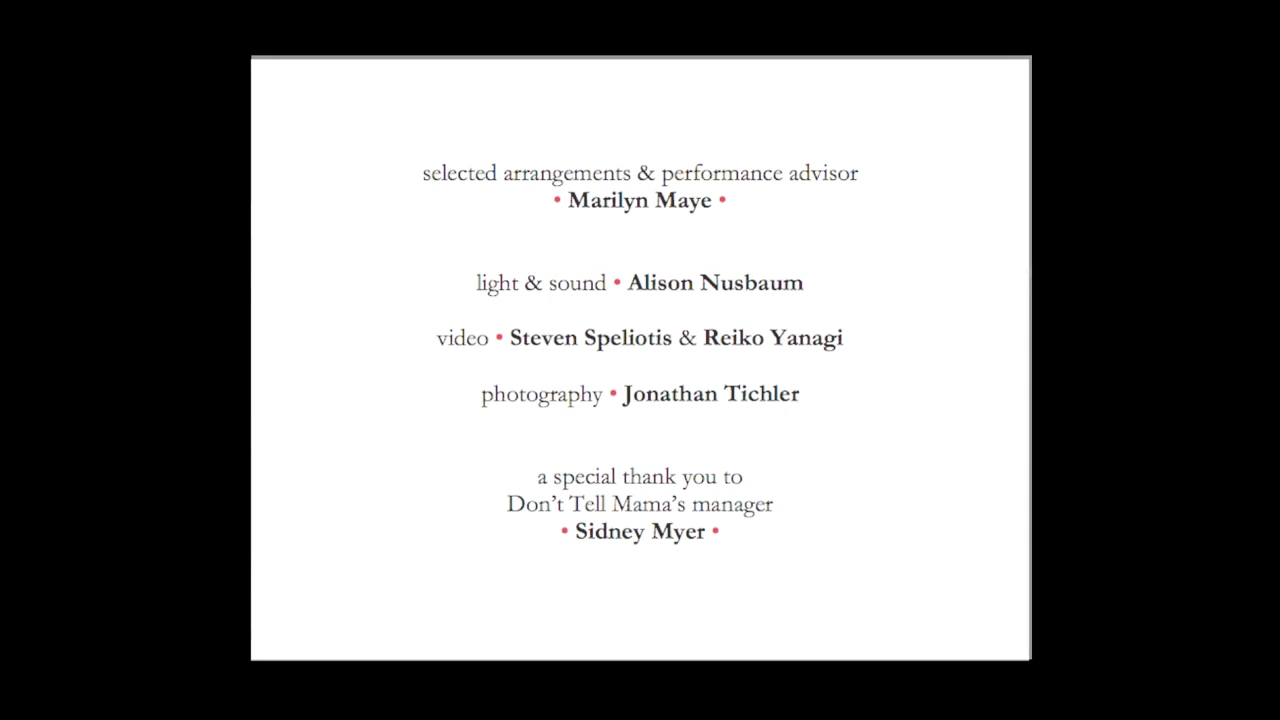 selected arrangements & performance advisor
• Marilyn Maye •
light & sound • Alison Nusbaum
video • Steven Speliotis & Reiko Yanagi
photography • Jonathan Tichler
a special thank you to
Don’t Tell Mama’s manager
• Sidney Myer •